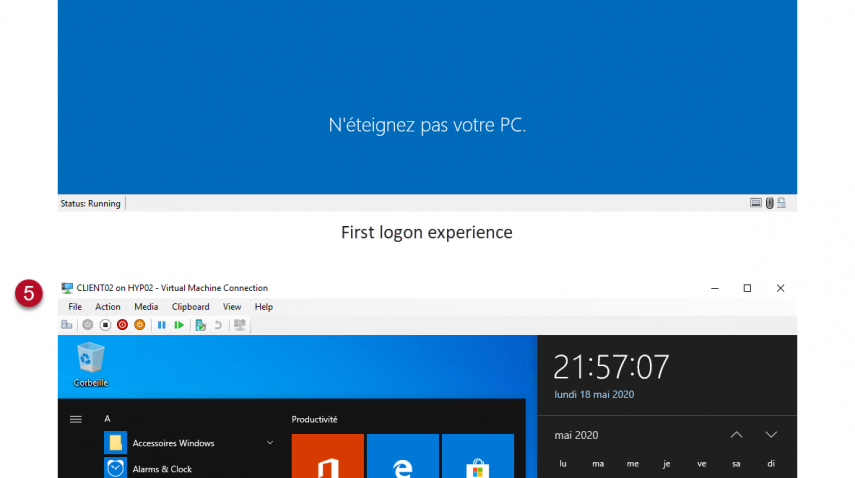 N'éteignez pas votre PC.
Status: Running
First logon experience
5
CLIENT02 on HYP02 - Virtual Machine Connection
File Action Media Clipboard View Help
Corbeille
21:57:07
lundi 18 mai 2020
A
Productivité
Accessoires Windows
mai 2020
Alarms & Clock
lu ma me je ve sa di